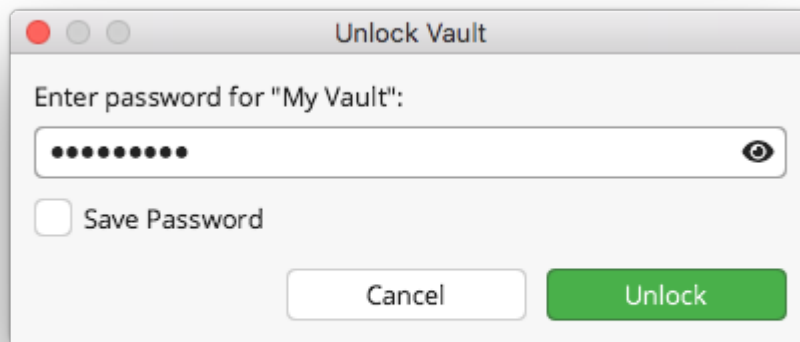 Unlock Vault
Enter password for "My Vault":
•••••••••
Save Password
Cancel
Unlock